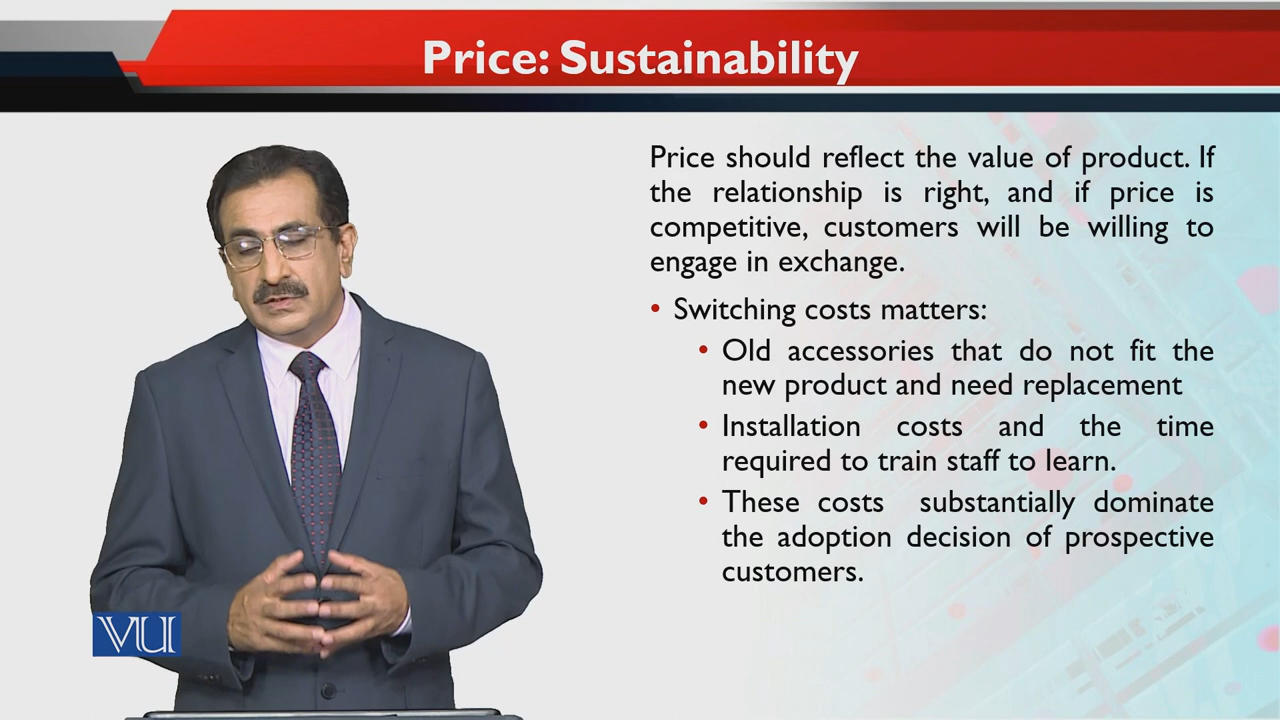 Price: Sustainability
Price should reflect the value of product. If
the relationship is right, and if price is
competitive, customers will be willing to
engage in exchange.
• Switching costs matters:
• Old accessories that do not fit the
new product and need replacement
• Installation costs and the time
required to train staff to learn.
• These costs substantially dominate
the adoption decision of prospective
customers.
VU